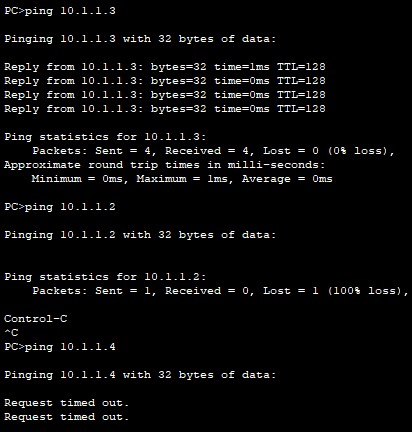 PC>ping 10.1.1.3
Pinging 10.1.1.3 with 32 bytes of data:
Reply from 10.1.1.3: bytes=32 time=1ms TTL=128
Reply from 10.1.1.3: bytes=32 time=0ms TTL=128
Reply from 10.1.1.3: bytes=32 time=0ms TTL=128
Reply from 10.1.1.3: bytes=32 time=0ms TTL=128
Ping statistics for 10.1.1.3:
    Packets: Sent = 4, Received = 4, Lost = 0 (0% loss),
Approximate round trip times in milli-seconds:
    Minimum = 0ms, Maximum = 1ms, Average = 0ms
PC>ping 10.1.1.2
Pinging 10.1.1.2 with 32 bytes of data:
Ping statistics for 10.1.1.2:
    Packets: Sent = 1, Received = 0, Lost = 1 (100% loss),
Control-C
^C
PC>ping 10.1.1.4
Pinging 10.1.1.4 with 32 bytes of data:
Request timed out.
Request timed out.